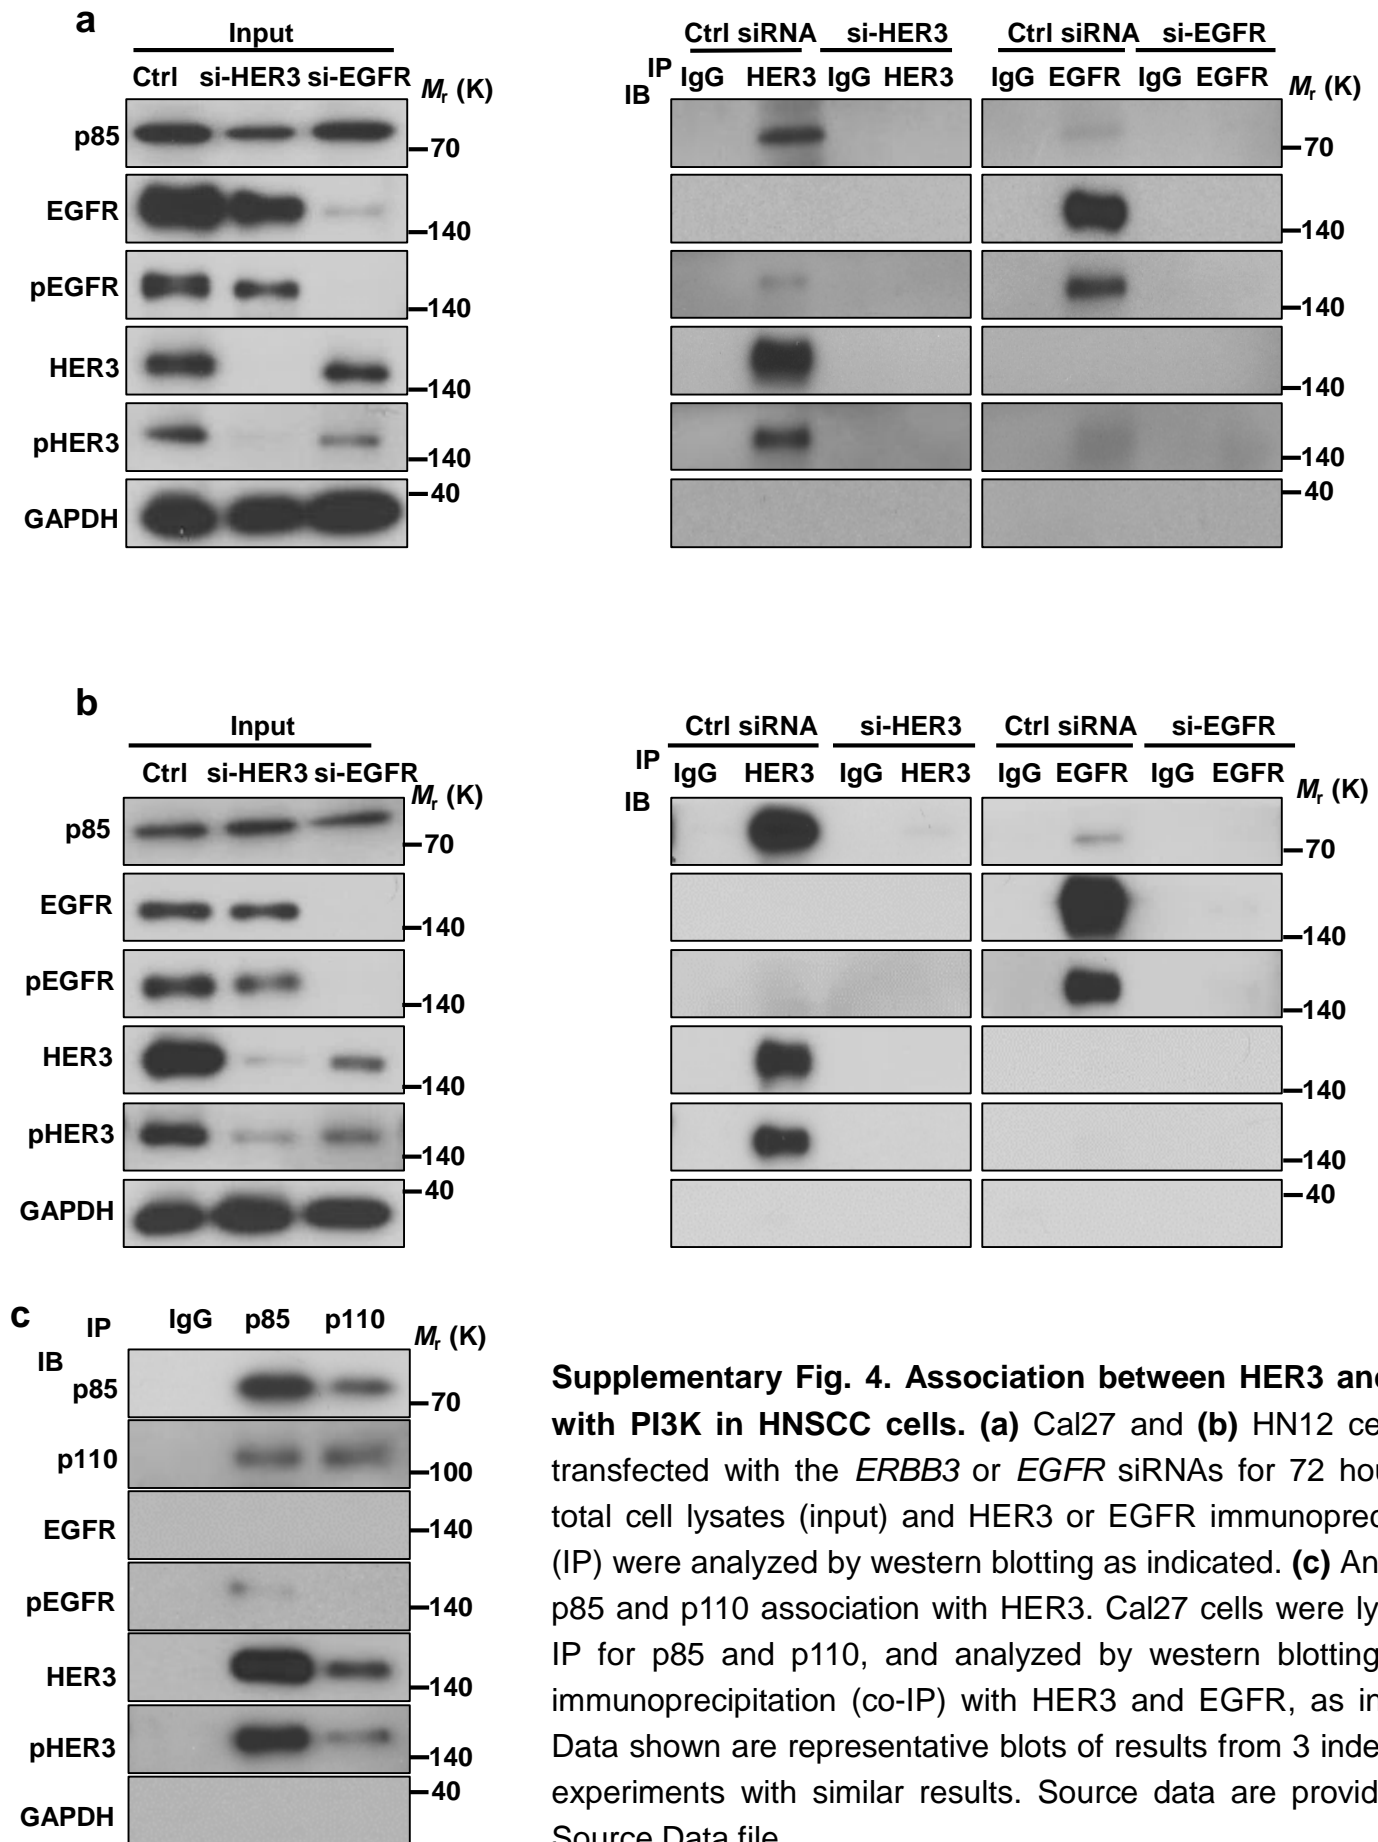 a
Input
Ctrl si-HER3 si-EGFR Mr (K)
p85
70
EGFR
140
pEGFR
140
HER3
140
pHER3
140
40
GAPDH
Ctrl siRNA si-HER3 Ctrl siRNA si-EGFR
IP IgG HER3 IgG HER3 IgG EGFR IgG EGFR Mr (K)
IB
70
140
140
140
140
40
b
Input
Ctrl si-HER3 si-EGFR
Mr (K)
p85
70
EGFR
140
pEGFR
140
HER3
140
pHER3
140
40
GAPDH
Ctrl siRNA si-HER3 Ctrl siRNA si-EGFR
IP IgG HER3 IgG HER3 IgG EGFR IgG EGFR
IB Mr (K)
70
140
140
140
140
40
c
IP IgG p85 p110 Mr (K)
IB
p85
70
p110
100
EGFR
140
pEGFR
140
HER3
140
pHER3
140
40
GAPDH
Supplementary Fig. 4. Association between HER3 and
with PI3K in HNSCC cells. (a) Cal27 and (b) HN12 ce
transfected with the ERBB3 or EGFR siRNAs for 72 hou
total cell lysates (input) and HER3 or EGFR immunoprec
(IP) were analyzed by western blotting as indicated. (c) An
p85 and p110 association with HER3. Cal27 cells were ly
IP for p85 and p110, and analyzed by western blotting
immunoprecipitation (co-IP) with HER3 and EGFR, as in
Data shown are representative blots of results from 3 inde
experiments with similar results. Source data are provid
Source Data file